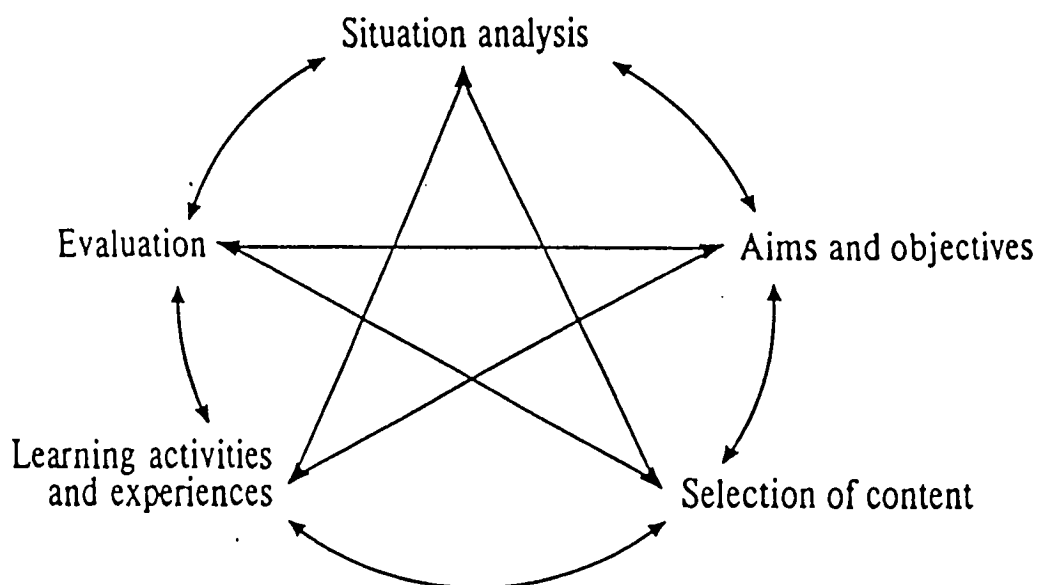 Situation analysis
Evaluation
Aims and objectives
Learning activities
and experiences
Selection of content